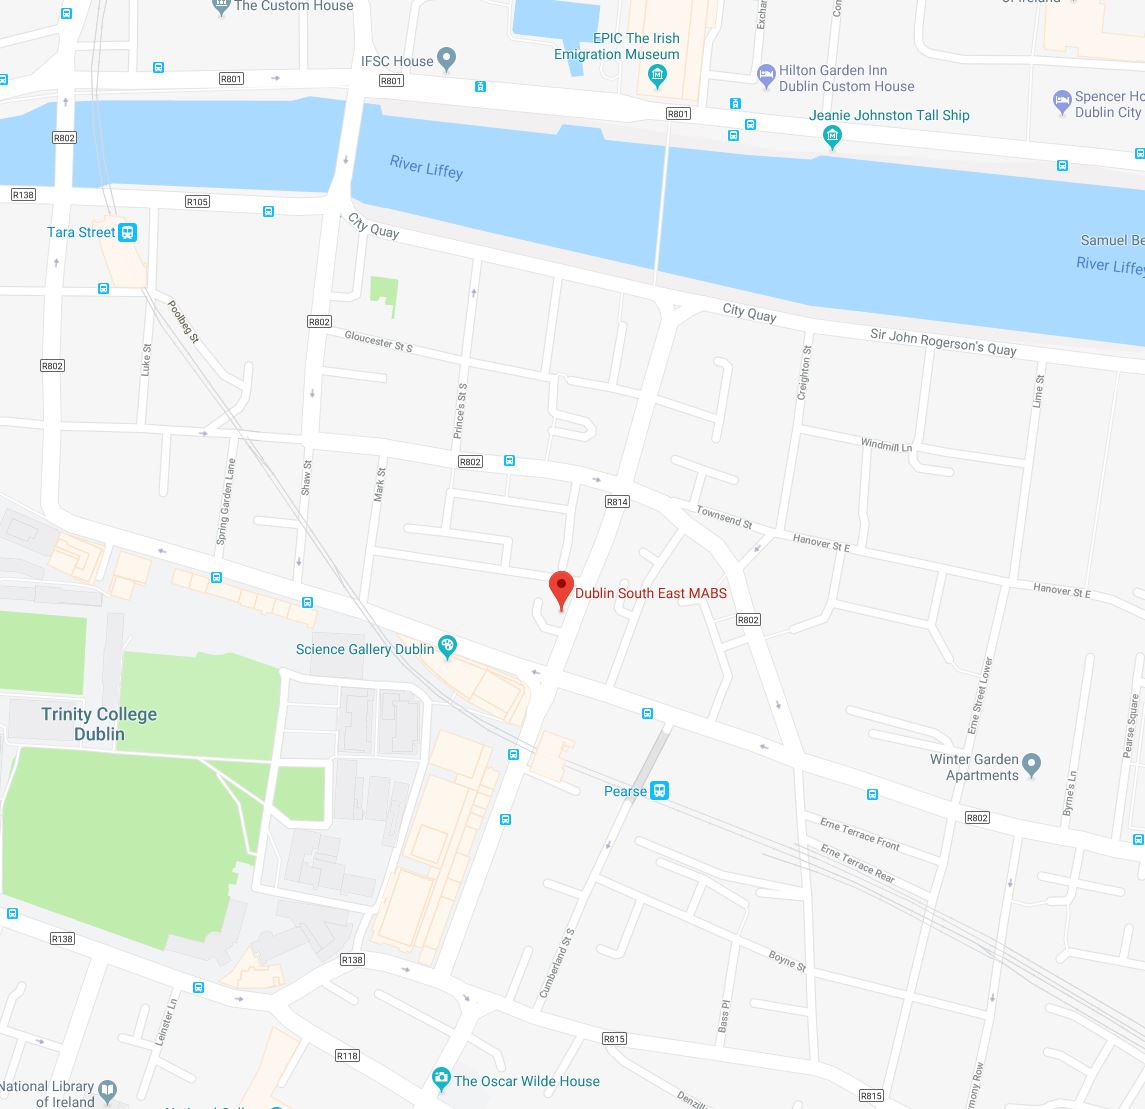 The Custom House
Exchar
Con
of Ireland
EPIC The Irish
Emigration Museum
IFSC House
R801
R801
Hilton Garden Inn
Dublin Custom House
Spencer Ho
Dublin City
R801
Jeanie Johnston Tall Ship
R802
River Liffey
R138
R105
City Quay
Tara Street
Samuel Be
River Liffey
Poolbeg St
City Quay
R802
Gloucester St S
Sir John Rogerson's Quay
Luke St
R802
Creighton St
Lime St
Prince's St S
Windmill Ln
R802
Spring Garden Lane
Shaw St
Mark St
R814
Townsend St
Hanover St E
Hanover St E
Dublin South East MABS
R802
Science Gallery Dublin
Trinity College
Dublin
Erne Street Lower
Pearse Square
Winter Garden
Apartments
Pearse
Byrne's Ln
R802
Erne Terrace Front
Erne Terrace Rear
R138
R138
Cumberland St S
Boyne St
Leinster Ln
Bass Pl
R815
R118
The Oscar Wilde House
National Library
of Ireland
Denzill
R815
mony Row